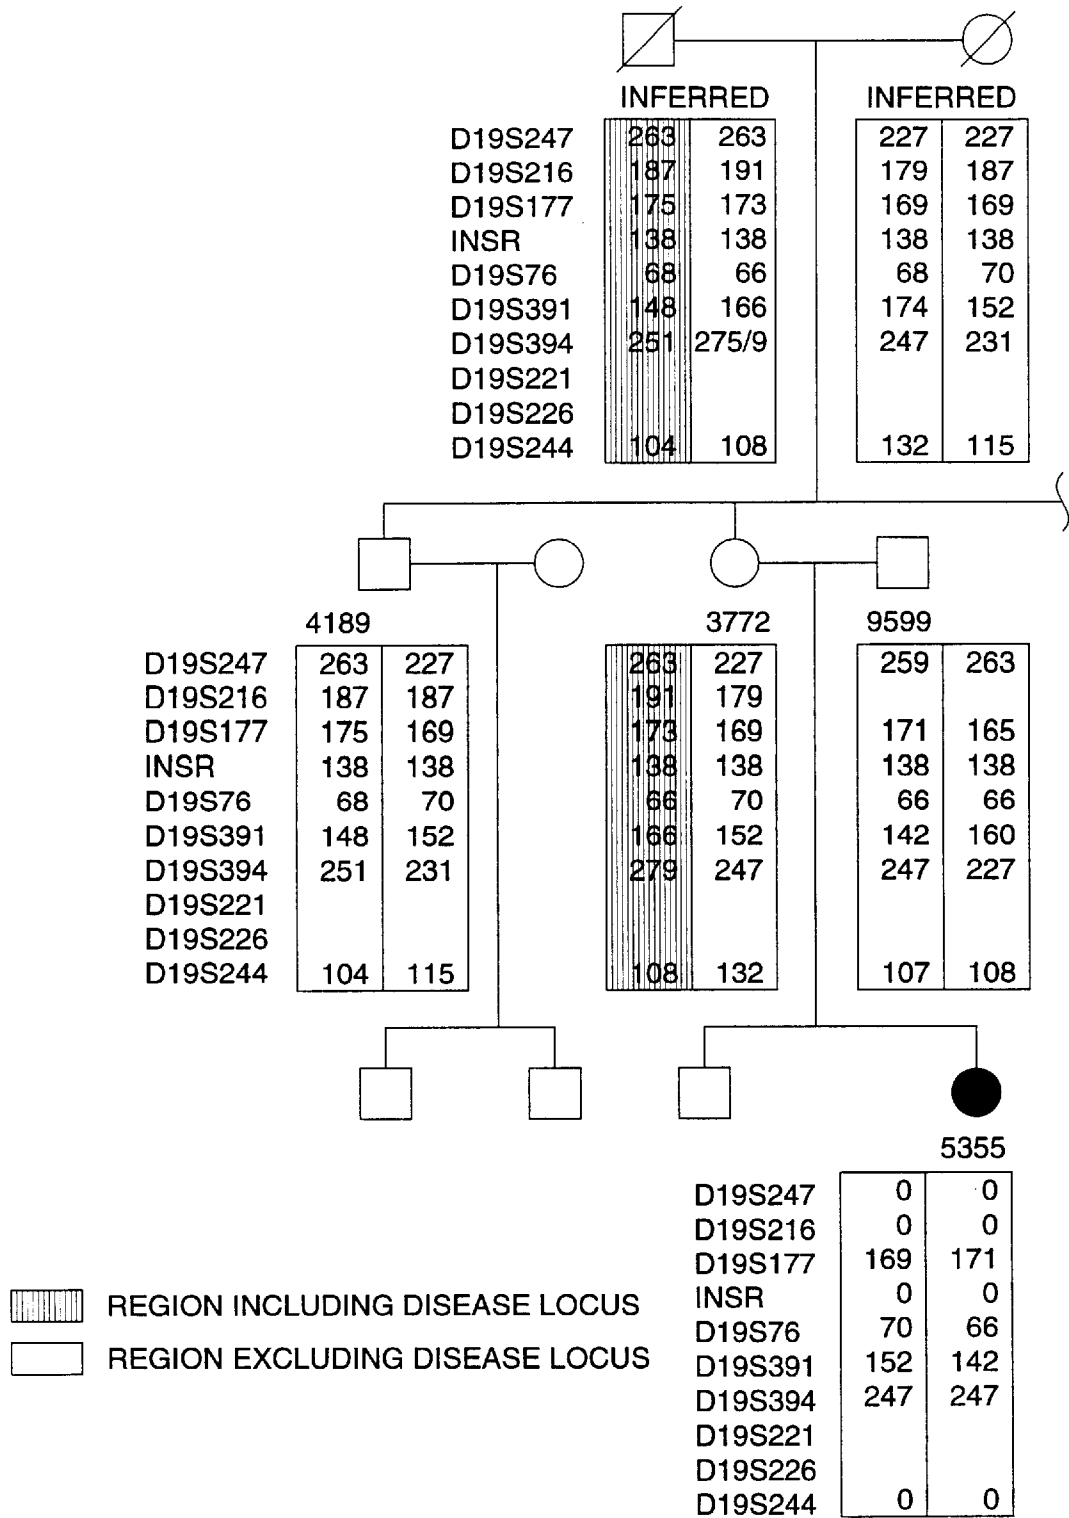 INFERRED INFERRED
D19S247 263 263 227 227
D19S216 187 191 179 187
D19S177 175 173 169 169
INSR 138 138 138 138
D19S76 68 66 68 70
D19S391 148 166 174 152
D19S394 251 275/9 247 231
D19S221
D19S226
D19S244 104 108 132 115
4189 3772 9599
D19S247 263 227 263 227 259 263
D19S216 187 187 191 179
D19S177 175 169 173 169 171 165
INSR 138 138 138 138 138 138
D19S76 68 70 66 70 66 66
D19S391 148 152 166 152 142 160
D19S394 251 231 279 247 247 227
D19S221
D19S226
D19S244 104 115 108 132 107 108
5355
D19S247 0 0
D19S216 0 0
D19S177 169 171
INSR 0 0
D19S76 70 66
D19S391 152 142
D19S394 247 247
D19S221
D19S226
D19S244 0 0
REGION INCLUDING DISEASE LOCUS
REGION EXCLUDING DISEASE LOCUS